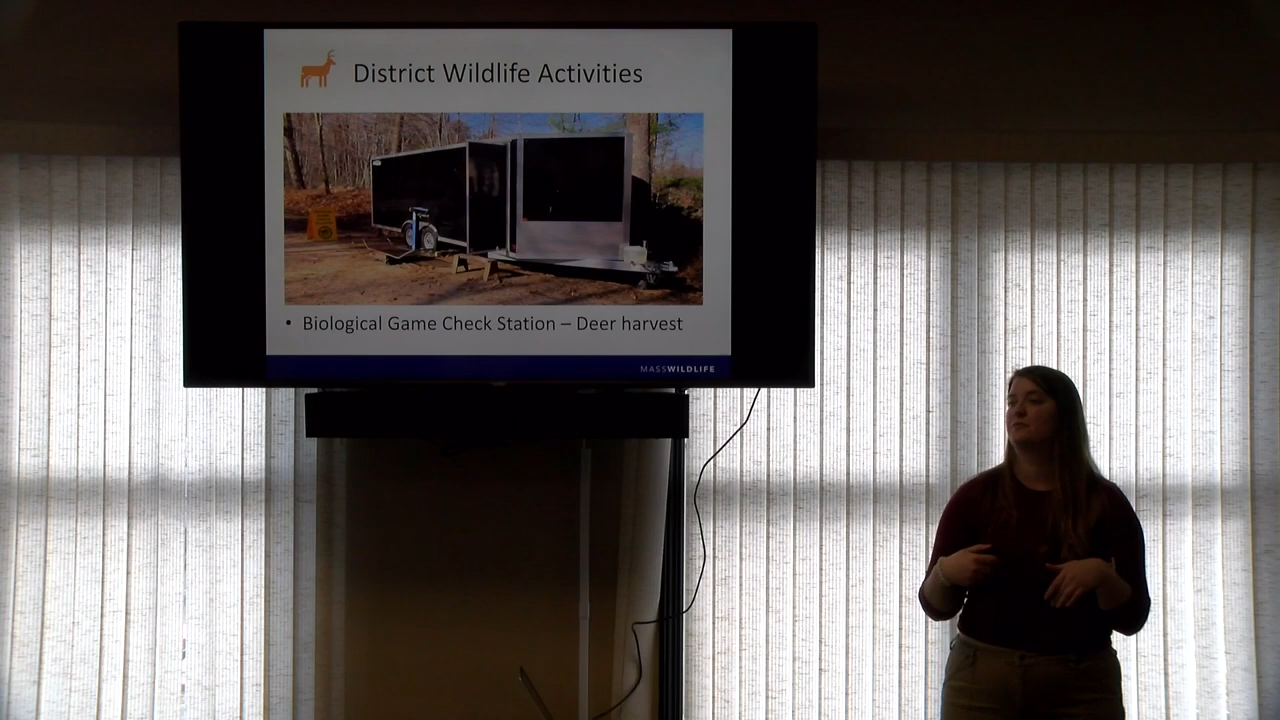 District Wildlife Activities
• Biological Game Check Station – Deer harvest
MASSWILDLIFE